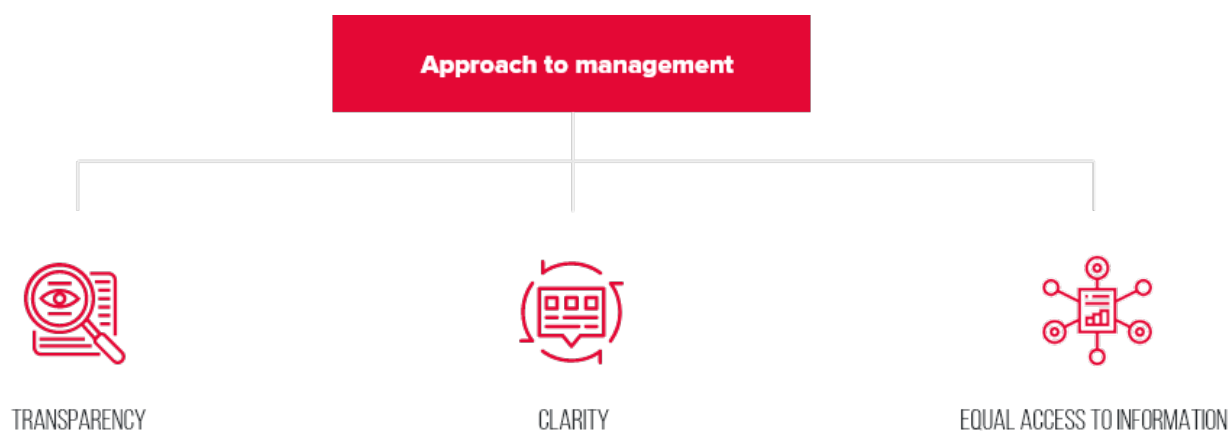 Approach to management
TRANSPARENCY
CLARITY
EQUAL ACCESS TO INFORMATION